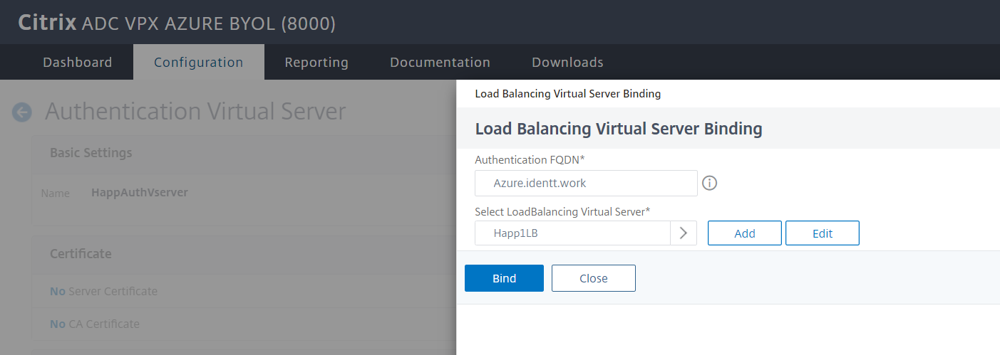 Citrix ADC VPX AZURE BYOL (8000)
Dashboard Configuration Reporting Documentation Downloads
Authentication Virtual Server
Basic Settings
Name HappAuthVserver
Certificate
No Server Certificate
No CA Certificate
Load Balancing Virtual Server Binding
Load Balancing Virtual Server Binding
Authentication FQDN*
Azure.identt.work
Select LoadBalancing Virtual Server*
Happ1LB Add Edit
Bind Close